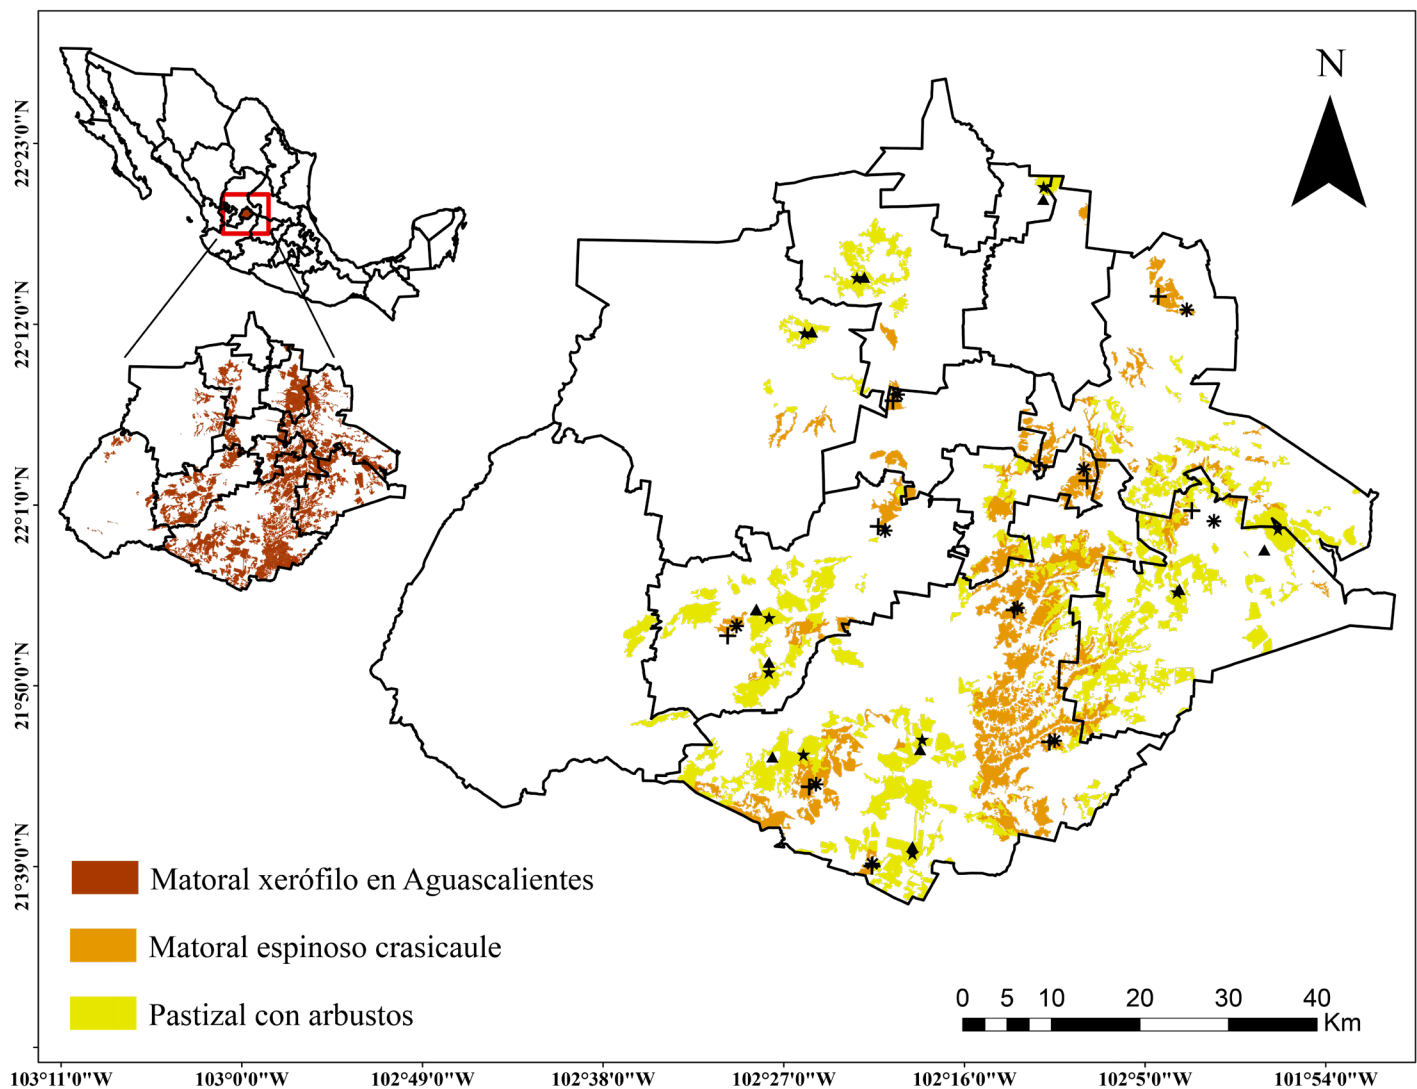 N
22°23'0"N
22°12'0"N
22°1'0"N
21°50'0"N
21°39'0"N
Matoral xerófilo en Aguascalientes
Matoral espinoso crasicaule
Pastizal con arbustos
0 5 10 20 30 40
Km
103°11'0"W 103°0'0"W 102°49'0"W 102°38'0"W 102°27'0"W 102°16'0"W 102°5'0"W 101°54'0"W